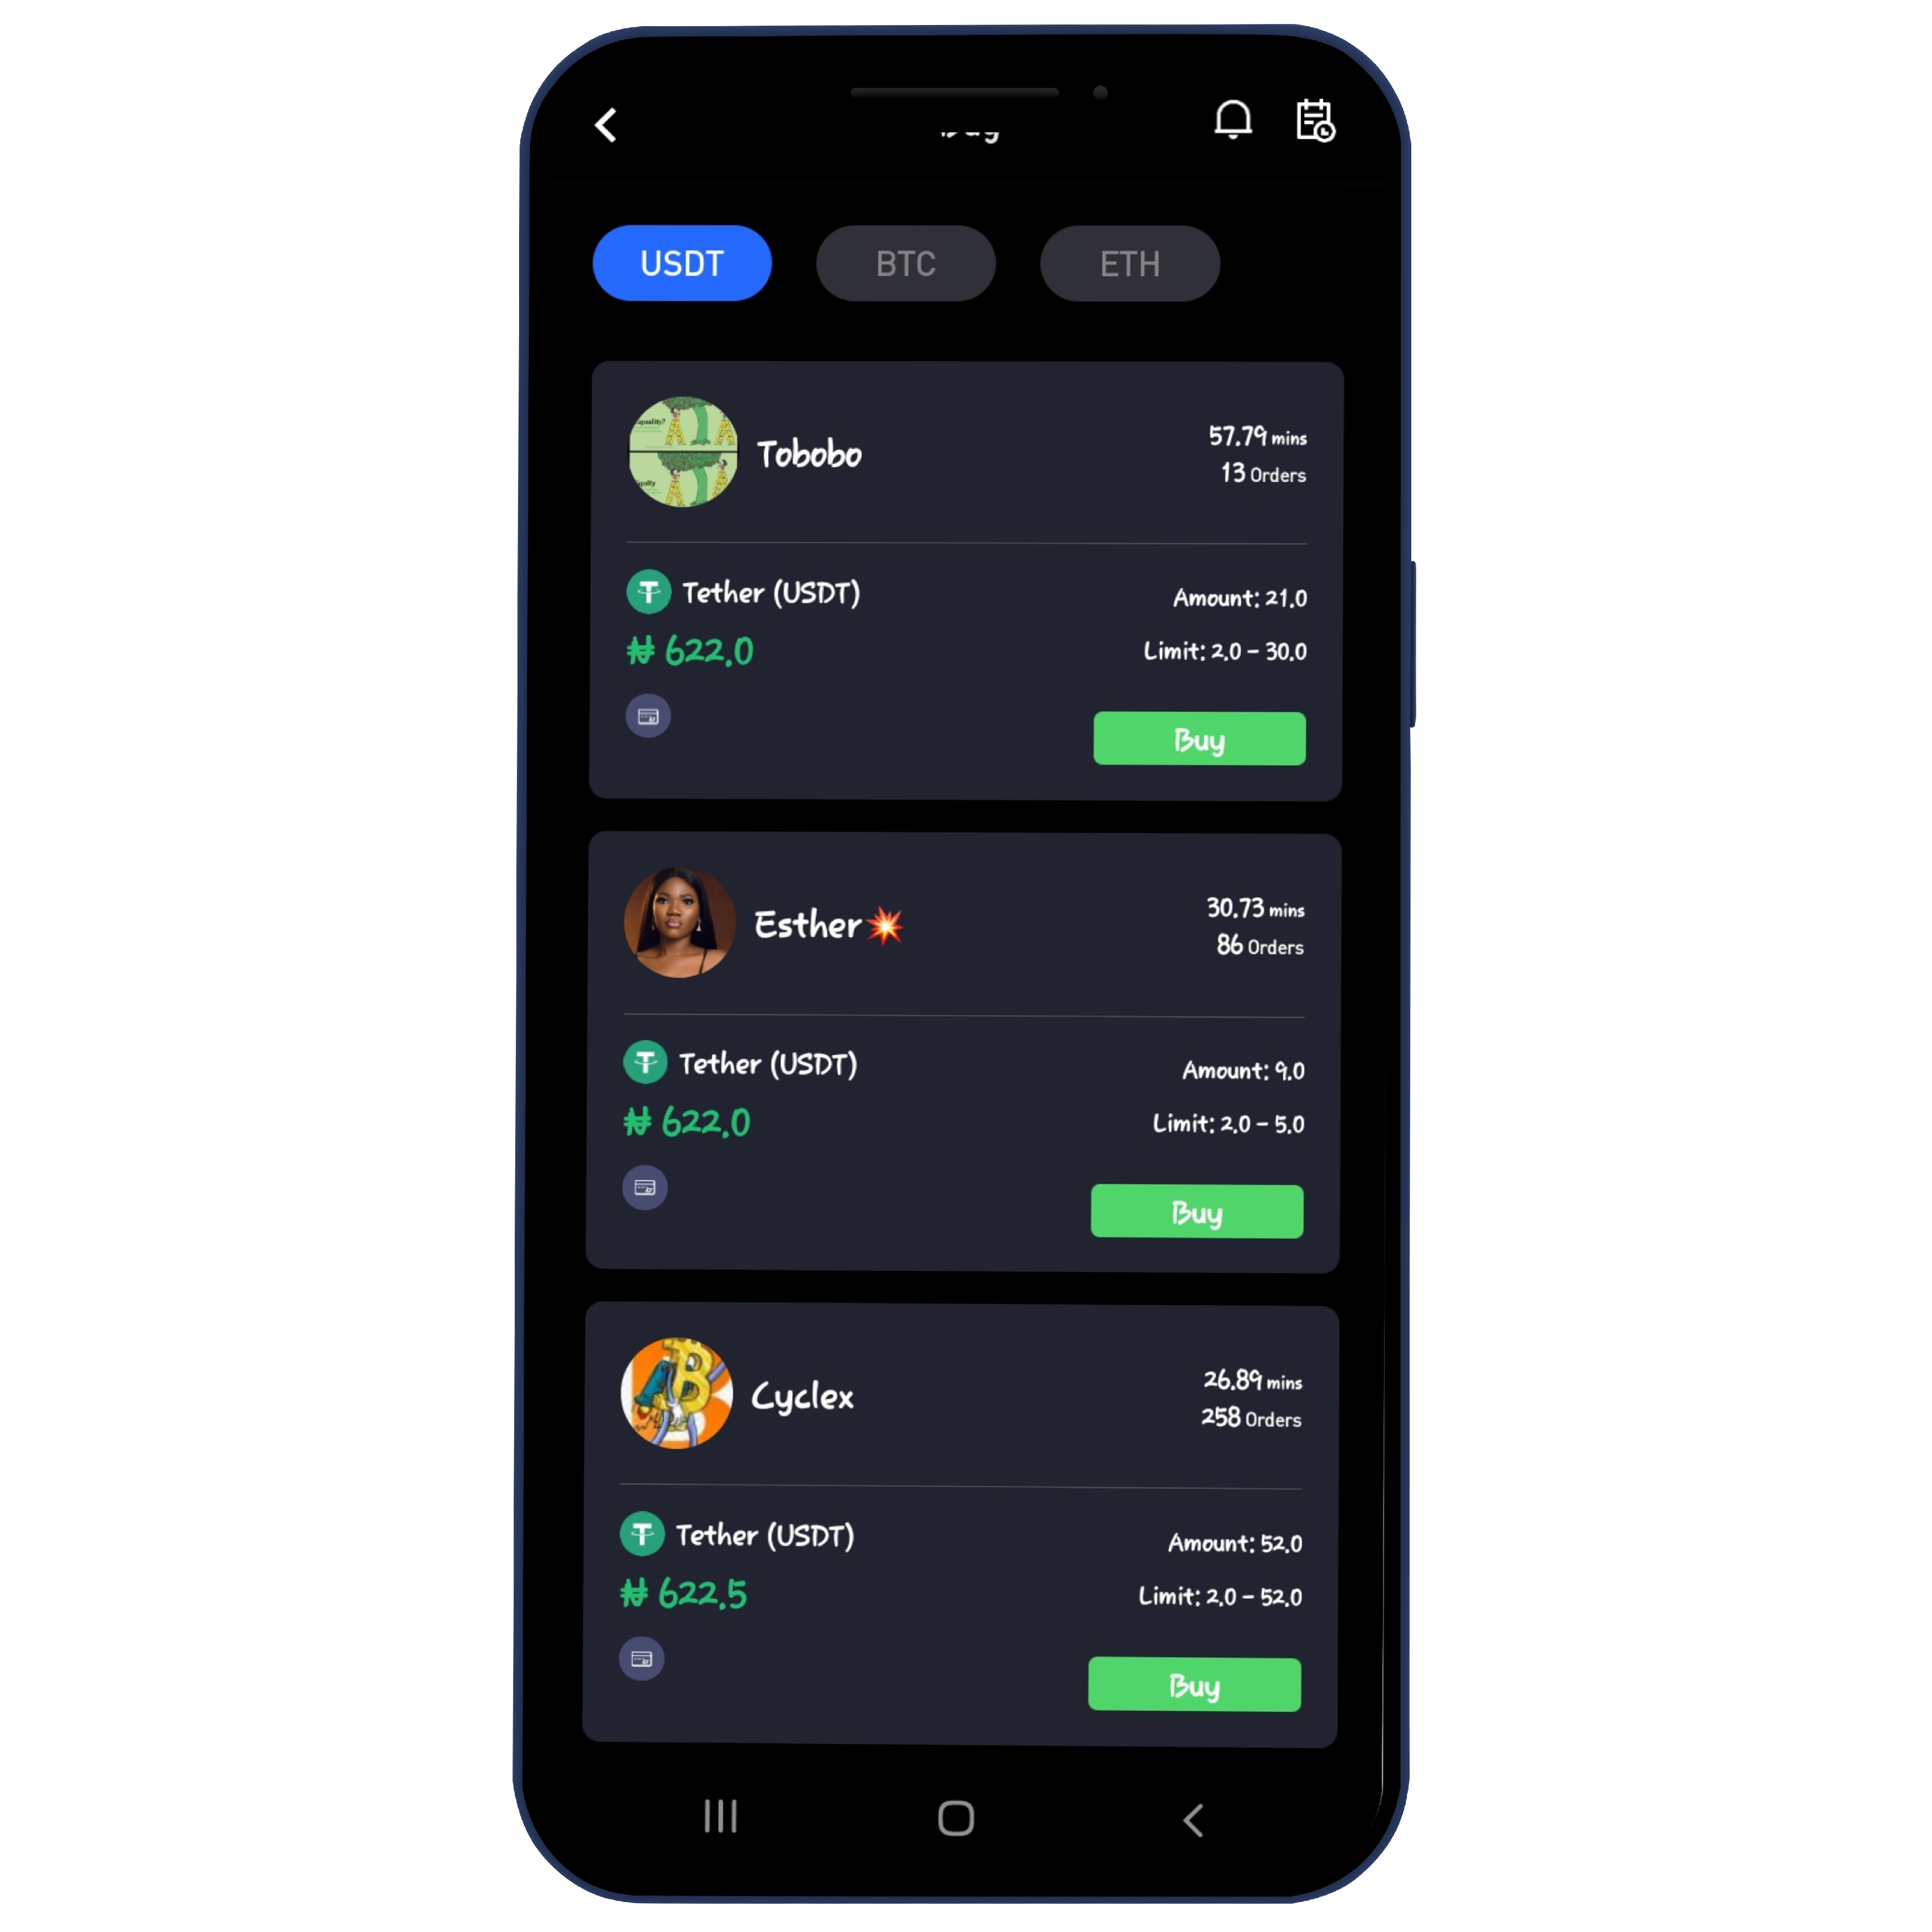 USDT BTC ETH
Tobobo
57.79 mins
13 Orders
Tether (USDT)
Amount: 21.0
₦ 622.0
Limit: 2.0 - 30.0
Buy
Esther💥
30.73 mins
86 Orders
Tether (USDT)
Amount: 9.0
₦ 622.0
Limit: 2.0 - 5.0
Buy
Cyclex
26.89 mins
258 Orders
Tether (USDT)
Amount: 52.0
₦ 622.5
Limit: 2.0 - 52.0
Buy